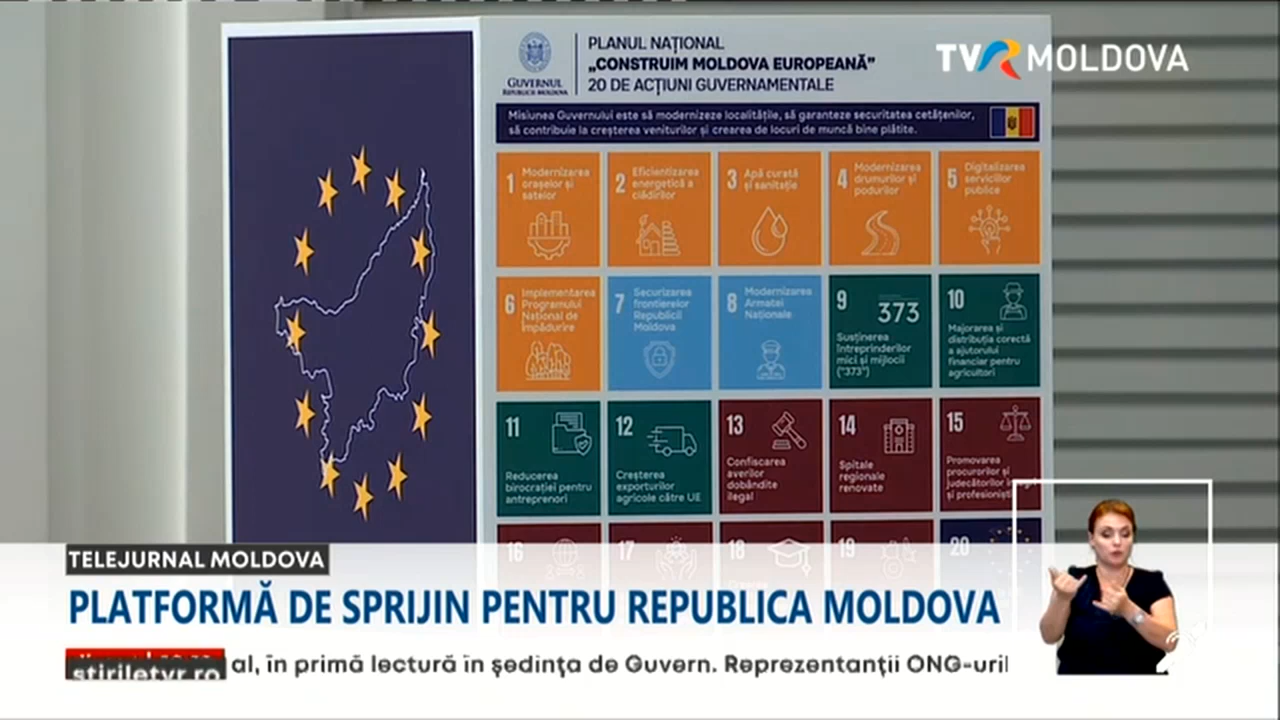 PLANUL NAȚIONAL
„CONSTRUIM MOLDOVA EUROPEANĂ”
20 DE ACȚIUNI GUVERNAMENTALE
GUVERNUL
REPUBLICII MOLDOVA
TVR MOLDOVA
Misiunea Guvernului este să modernizeze localitățile, să garanteze securitatea cetățenilor,
să contribuie la creșterea veniturilor și crearea de locuri de muncă bine plătite.
1 Modernizarea
orașelor și
satelor
2 Eficientizarea
energetică a
clădirilor
3 Apă curată
și sanitație
4 Modernizarea
drumurilor și
podurilor
5 Digitalizarea
serviciilor
publice
6 Implementarea
Programului
Național de
Împădurire
7 Securizarea
frontierelor
Republicii
Moldova
8 Modernizarea
Armatei
Naționale
9
373
Susținerea
întreprinderilor
mici și mijlocii
("373")
10
Majorarea și
distribuția corectă
a ajutorului
financiar pentru
agricultori
11
Reducerea
birocrației pentru
antreprenori
12
Creșterea
exporturilor
agricole către UE
13
Confiscarea
averilor
dobândite
ilegal
14
Spitale
regionale
renovate
15
Promovarea
procurorilor și
judecătorilor
și profesioniști
16
17
18
19
20
TELEJURNAL MOLDOVA
PLATFORMĂ DE SPRIJIN PENTRU REPUBLICA MOLDOVA
stiriletvr.ro
al, în primă lectură în ședința de Guvern. Reprezentanții ONG-uril